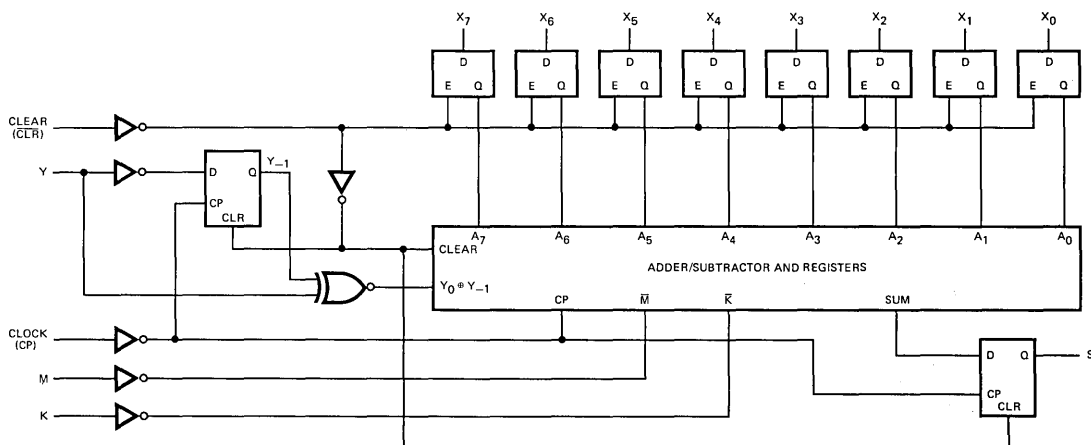 X7 X6 X5 X4 X3 X2 X1 X0
D D D D D D D D
E Q E Q E Q E Q E Q E Q E Q E Q
CLEAR
(CLR)
Y
D Q Y−1
CP
CLR
A7 A6 A5 A4 A3 A2 A1 A0
CLEAR
ADDER/SUBTRACTOR AND REGISTERS
Y0 ⊕ Y−1
CP M̅ K̅ SUM
CLOCK
(CP)
D Q S
M
CP
CLR
K